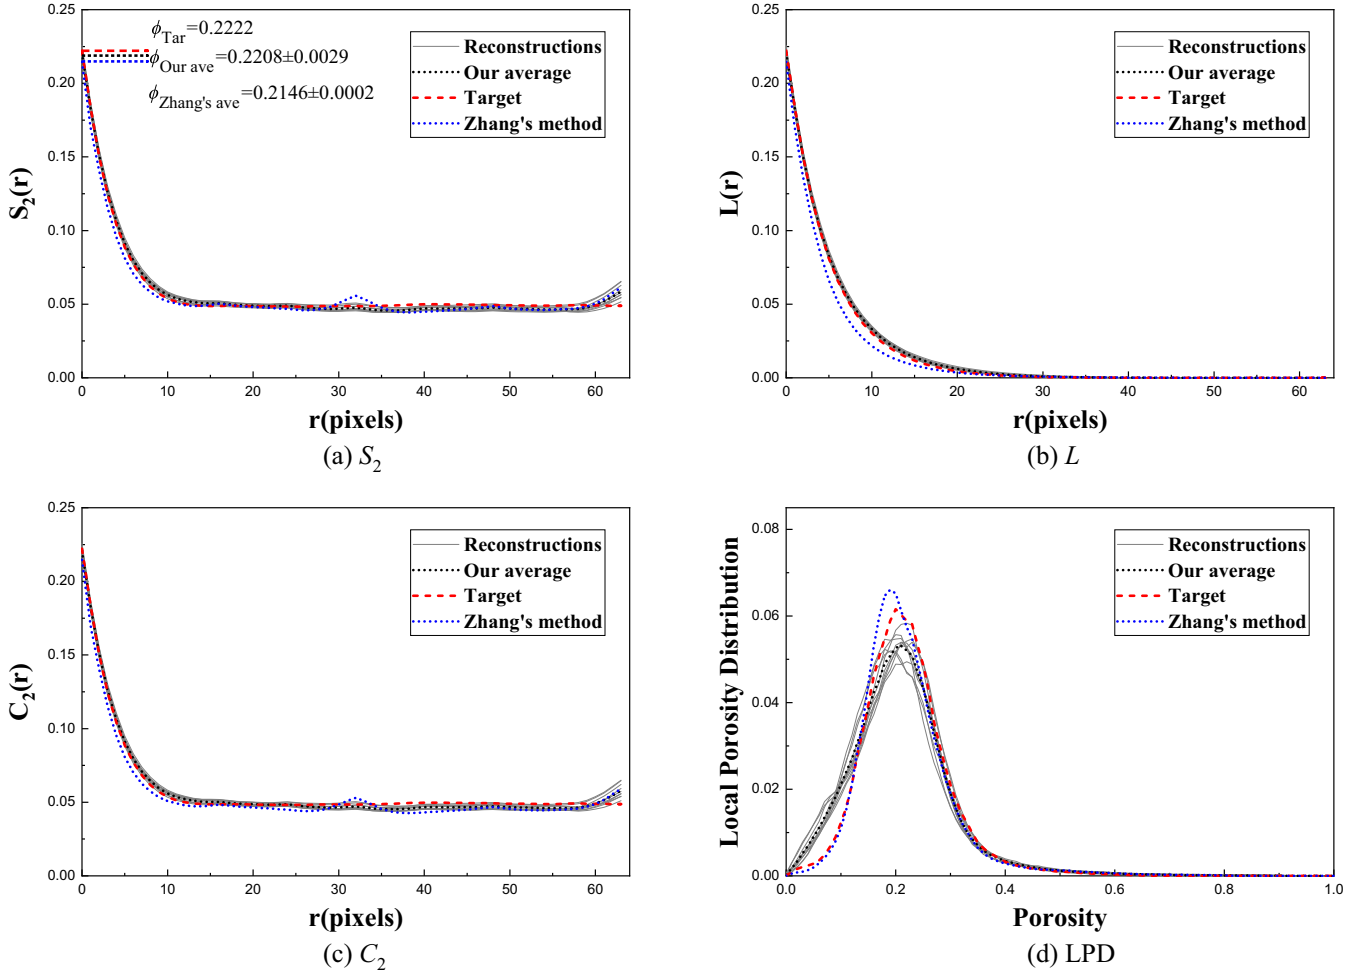 0.25
0.20
0.15
0.10
0.05
0.00
S2(r)
ϕTar=0.2222
ϕOur ave=0.2208±0.0029
ϕZhang's ave=0.2146±0.0002
Reconstructions
Our average
Target
Zhang's method
0 10 20 30 40 50 60
r(pixels)
(a) S2
0.25
0.20
0.15
0.10
0.05
0.00
L(r)
Reconstructions
Our average
Target
Zhang's method
0 10 20 30 40 50 60
r(pixels)
(b) L
0.25
0.20
0.15
0.10
0.05
0.00
C2(r)
Reconstructions
Our average
Target
Zhang's method
0 10 20 30 40 50 60
r(pixels)
(c) C2
0.08
0.06
0.04
0.02
0.00
Local Porosity Distribution
Reconstructions
Our average
Target
Zhang's method
0.0 0.2 0.4 0.6 0.8 1.0
Porosity
(d) LPD